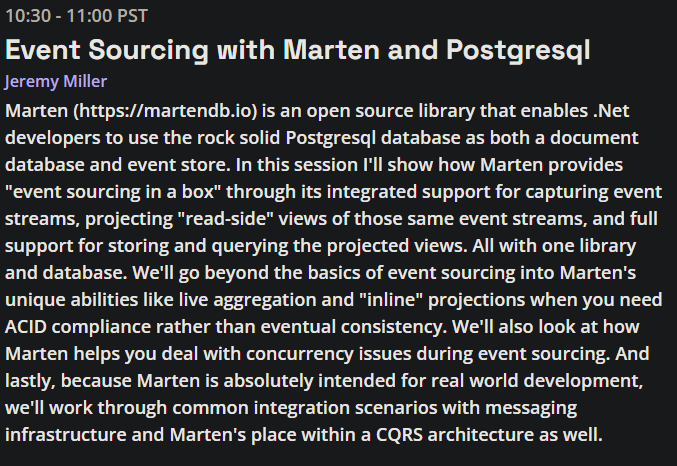 10:30 - 11:00 PST
Event Sourcing with Marten and Postgresql
Jeremy Miller
Marten (https://martendb.io) is an open source library that enables .Net
developers to use the rock solid Postgresql database as both a document
database and event store. In this session I'll show how Marten provides
"event sourcing in a box" through its integrated support for capturing event
streams, projecting "read-side" views of those same event streams, and full
support for storing and querying the projected views. All with one library
and database. We'll go beyond the basics of event sourcing into Marten's
unique abilities like live aggregation and "inline" projections when you need
ACID compliance rather than eventual consistency. We'll also look at how
Marten helps you deal with concurrency issues during event sourcing. And
lastly, because Marten is absolutely intended for real world development,
we'll work through common integration scenarios with messaging
infrastructure and Marten's place within a CQRS architecture as well.